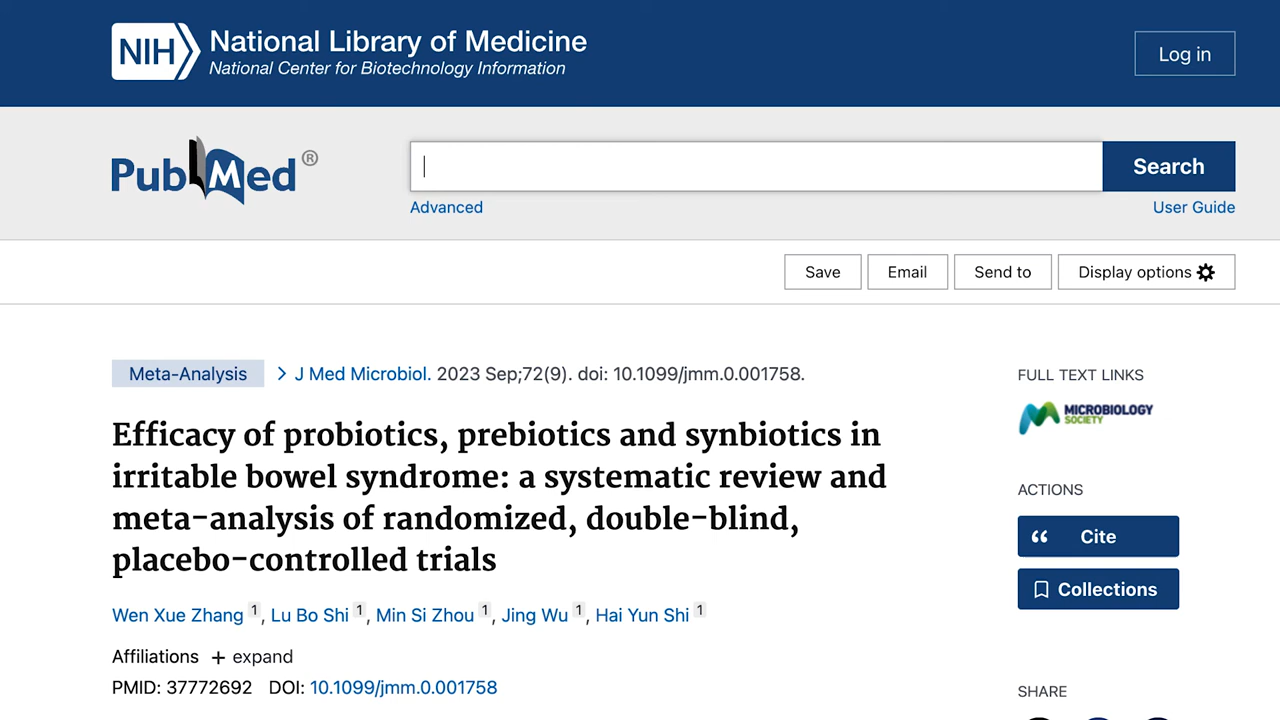 NIH National Library of Medicine
National Center for Biotechnology Information
Log in
PubMed®
Search
Advanced
User Guide
Save
Email
Send to
Display options
Meta-Analysis
J Med Microbiol. 2023 Sep;72(9). doi: 10.1099/jmm.0.001758.
Efficacy of probiotics, prebiotics and synbiotics in
irritable bowel syndrome: a systematic review and
meta-analysis of randomized, double-blind,
placebo-controlled trials
Wen Xue Zhang 1, Lu Bo Shi 1, Min Si Zhou 1, Jing Wu 1, Hai Yun Shi 1
Affiliations + expand
PMID: 37772692 DOI: 10.1099/jmm.0.001758
FULL TEXT LINKS
MICROBIOLOGY
SOCIETY
ACTIONS
Cite
Collections
SHARE